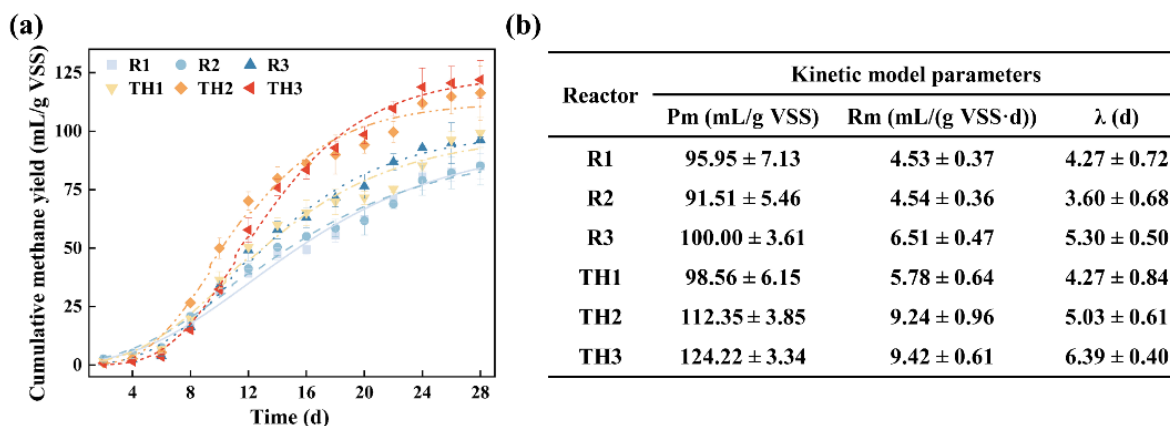 (a)
R1 R2 R3
TH1 TH2 TH3
Cumulative methane yield (mL/g VSS)
125
100
75
50
25
0
4 8 12 16 20 24 28
Time (d)
(b)
Reactor Kinetic model parameters
Pm (mL/g VSS) Rm (mL/(g VSS·d)) λ (d)
R1 95.95 ± 7.13 4.53 ± 0.37 4.27 ± 0.72
R2 91.51 ± 5.46 4.54 ± 0.36 3.60 ± 0.68
R3 100.00 ± 3.61 6.51 ± 0.47 5.30 ± 0.50
TH1 98.56 ± 6.15 5.78 ± 0.64 4.27 ± 0.84
TH2 112.35 ± 3.85 9.24 ± 0.96 5.03 ± 0.61
TH3 124.22 ± 3.34 9.42 ± 0.61 6.39 ± 0.40